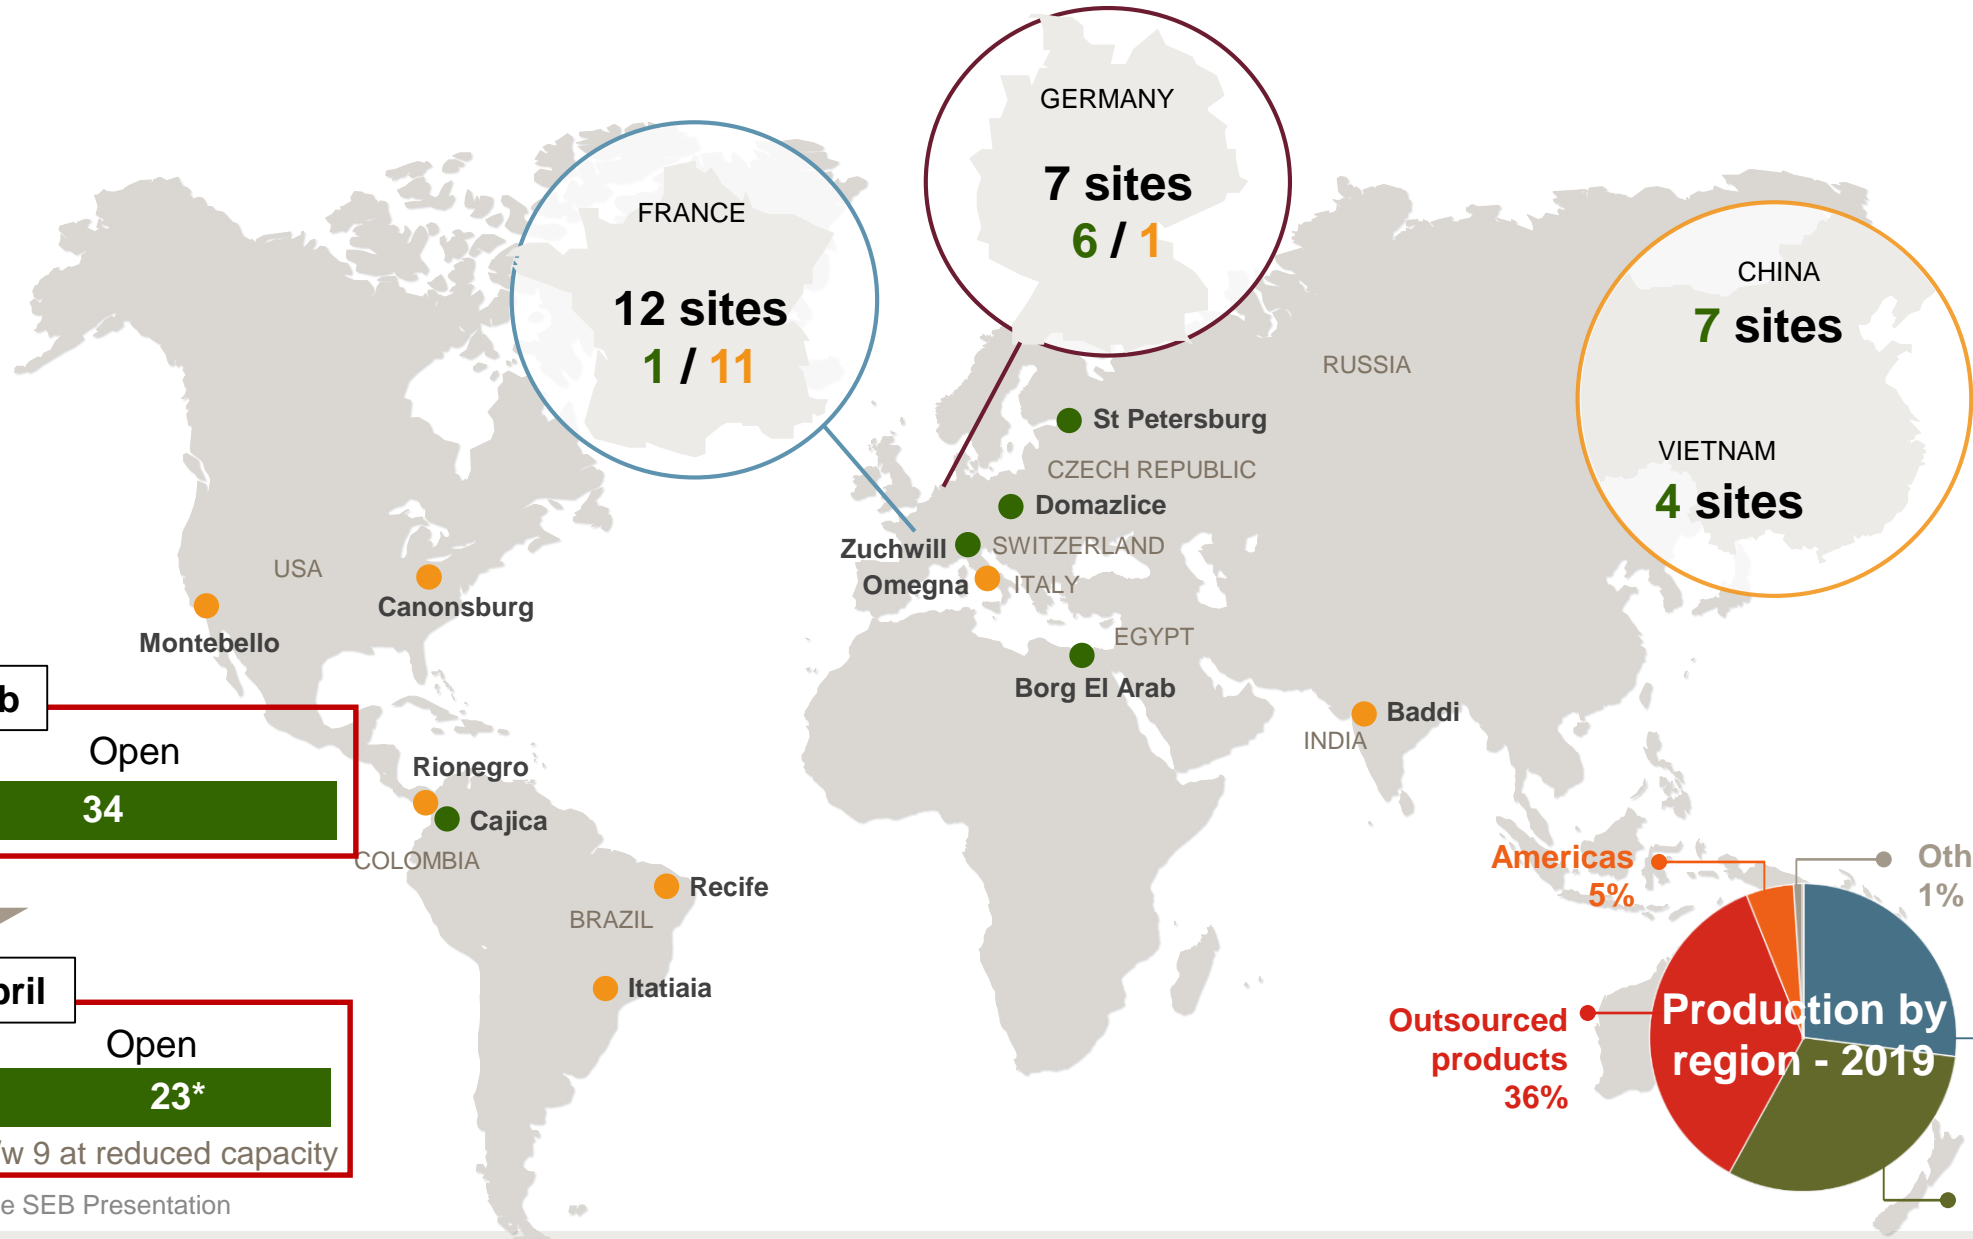 GERMANY
7 sites
6 / 1
FRANCE
12 sites
1 / 11
CHINA
7 sites
VIETNAM
4 sites
RUSSIA
St Petersburg
CZECH REPUBLIC
Domazlice
Zuchwill
SWITZERLAND
Omegna
ITALY
USA
Canonsburg
Montebello
EGYPT
Borg El Arab
Baddi
INDIA
b
Open
34
Rionegro
Cajica
COLOMBIA
Recife
BRAZIL
Itatiaia
pril
Open
23*
/w 9 at reduced capacity
e SEB Presentation
Americas
5%
Oth
1%
Outsourced
products
36%
Production by
region - 2019